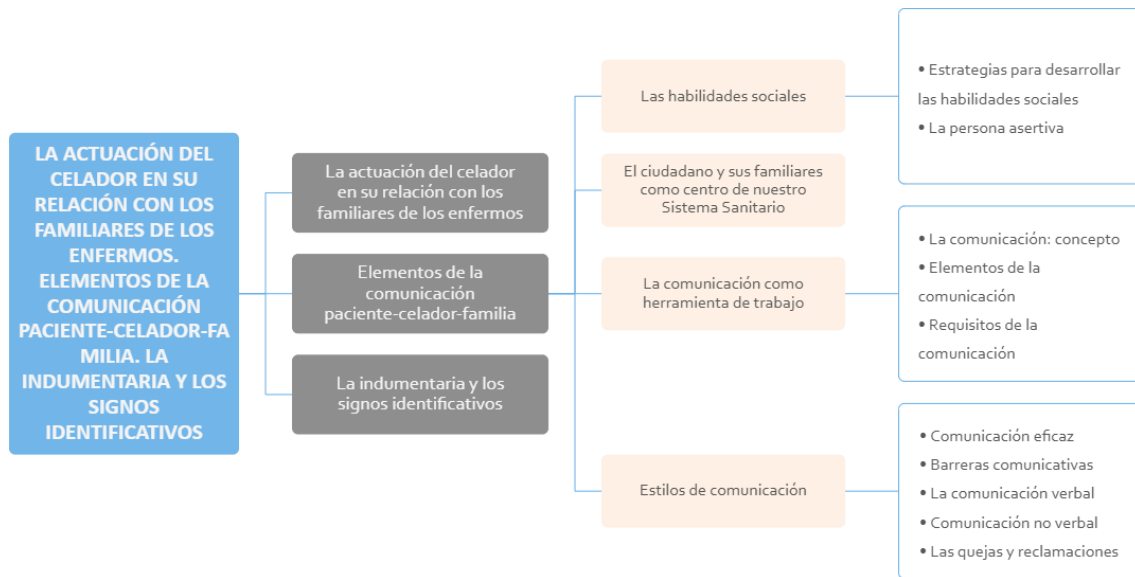 LA ACTUACIÓN DEL
CELADOR EN SU
RELACIÓN CON LOS
FAMILIARES DE LOS
ENFERMOS.
ELEMENTOS DE LA
COMUNICACIÓN
PACIENTE-CELADOR-FA
MILIA. LA
INDUMENTARIA Y LOS
SIGNOS
IDENTIFICATIVOS
La actuación del celador
en su relación con los
familiares de los enfermos
Elementos de la
comunicación
paciente-celador-familia
La indumentaria y los
signos identificativos
Las habilidades sociales
El ciudadano y sus familiares
como centro de nuestro
Sistema Sanitario
La comunicación como
herramienta de trabajo
Estilos de comunicación
• Estrategias para desarrollar
las habilidades sociales
• La persona asertiva
• La comunicación: concepto
• Elementos de la
comunicación
• Requisitos de la
comunicación
• Comunicación eficaz
• Barreras comunicativas
• La comunicación verbal
• Comunicación no verbal
• Las quejas y reclamaciones